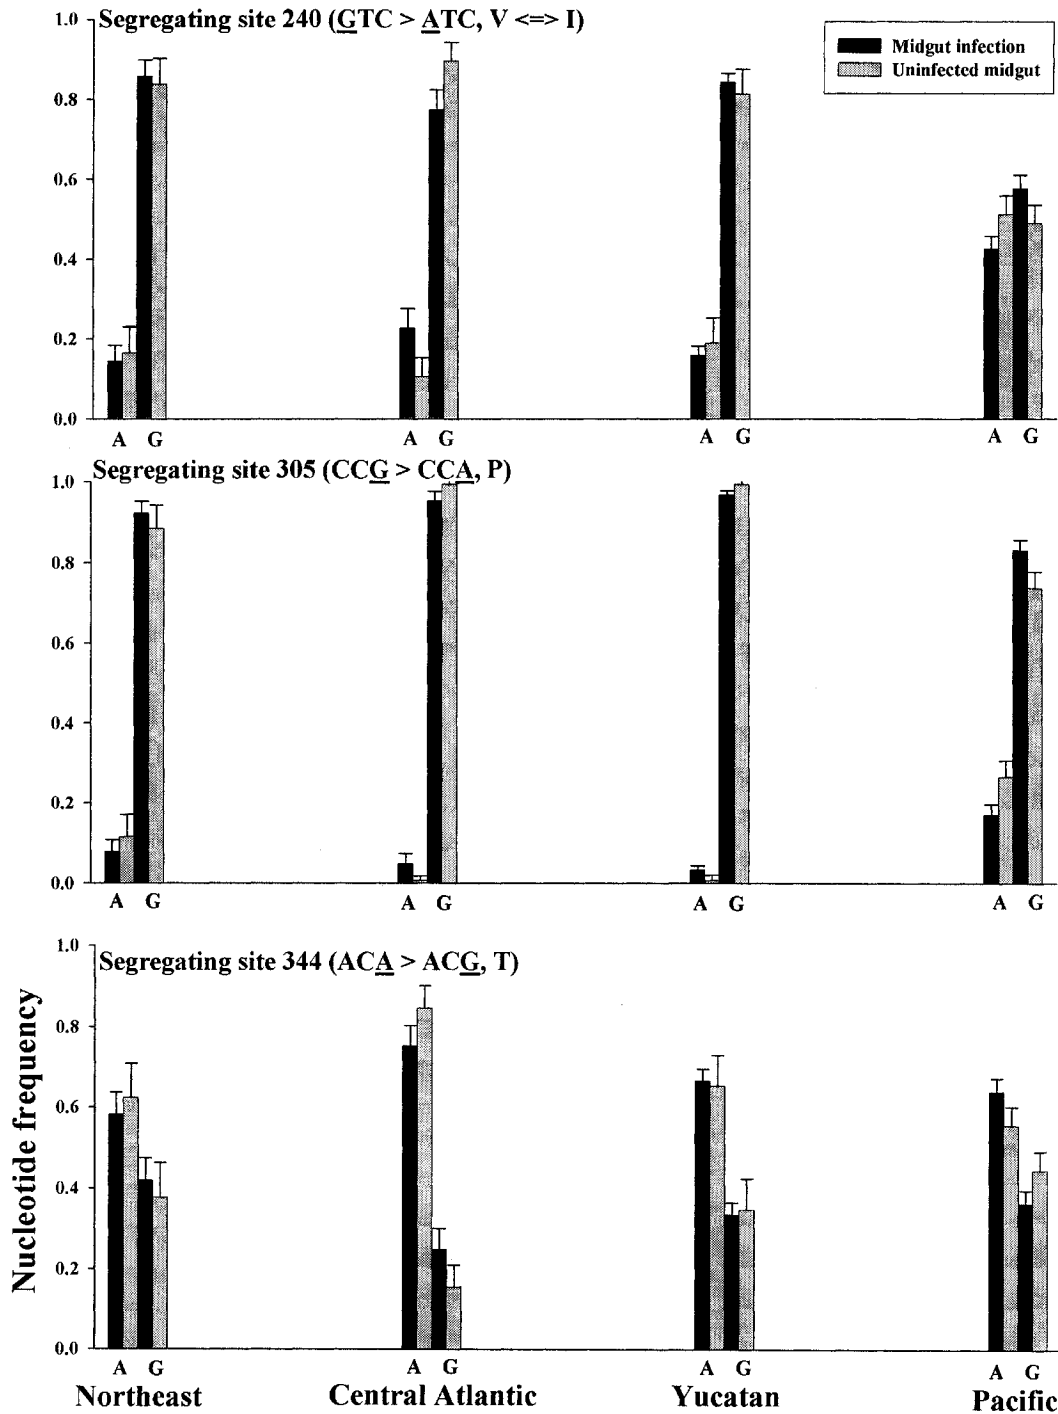 Segregating site 240 (GTC > ATC, V <=> I)
Midgut infection
Uninfected midgut
1.0
0.8
0.6
0.4
0.2
0.0
A G
A G
A G
A G
Segregating site 305 (CCG > CCA, P)
1.0
0.8
0.6
0.4
0.2
0.0
A G
A G
A G
A G
Segregating site 344 (ACA > ACG, T)
Nucleotide frequency
1.0
0.8
0.6
0.4
0.2
0.0
A G
A G
A G
A G
Northeast
Central Atlantic
Yucatan
Pacific